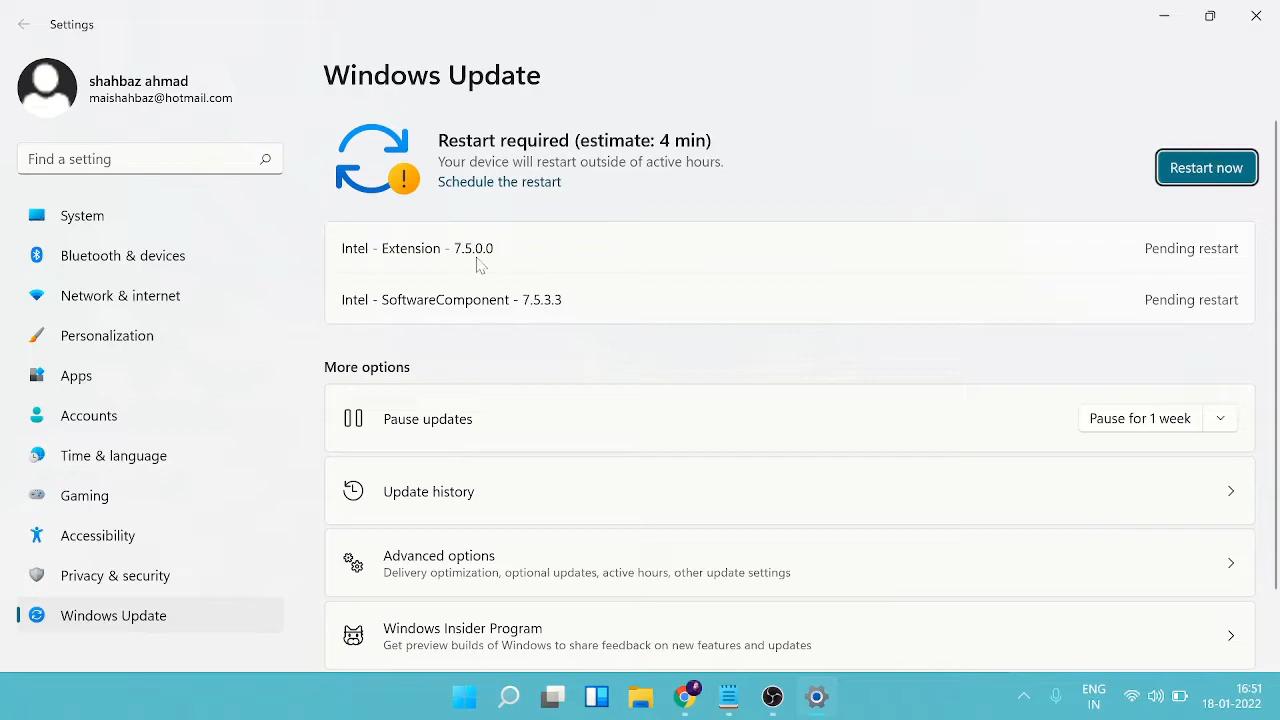 Settings
shahbaz ahmad
maishahbaz@hotmail.com
Find a setting
System
Bluetooth & devices
Network & internet
Personalization
Apps
Accounts
Time & language
Gaming
Accessibility
Privacy & security
Windows Update
Windows Update
Restart required (estimate: 4 min)
Your device will restart outside of active hours.
Schedule the restart
Restart now
Intel - Extension - 7.5.0.0
Pending restart
Intel - SoftwareComponent - 7.5.3.3
Pending restart
More options
Pause updates
Pause for 1 week
Update history
Advanced options
Delivery optimization, optional updates, active hours, other update settings
Windows Insider Program
Get preview builds of Windows to share feedback on new features and updates
ENG
IN
16:51
18-01-2022